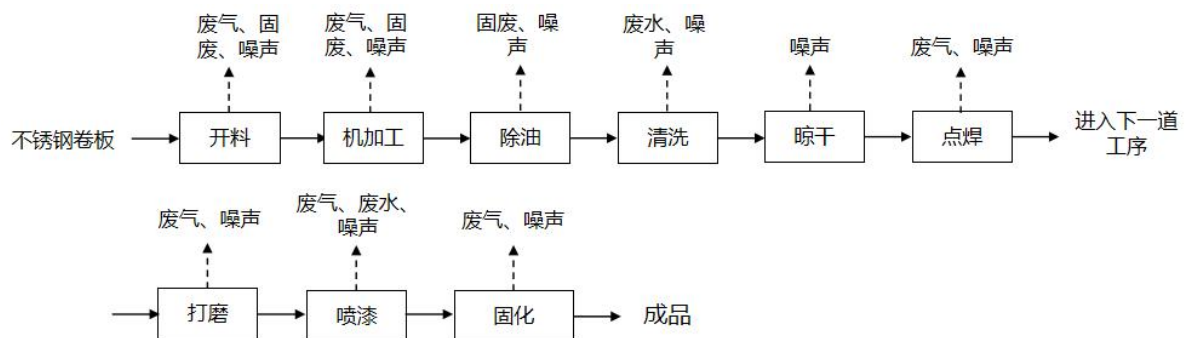 废气、固
废、噪声
废气、固
废、噪声
固废、噪
声
废水、噪
声
噪声
废气、噪声
不锈钢卷板
开料
机加工
除油
清洗
晾干
点焊
进入下一道
工序
废气、噪声
废气、废水、
噪声
废气、噪声
打磨
喷漆
固化
成品